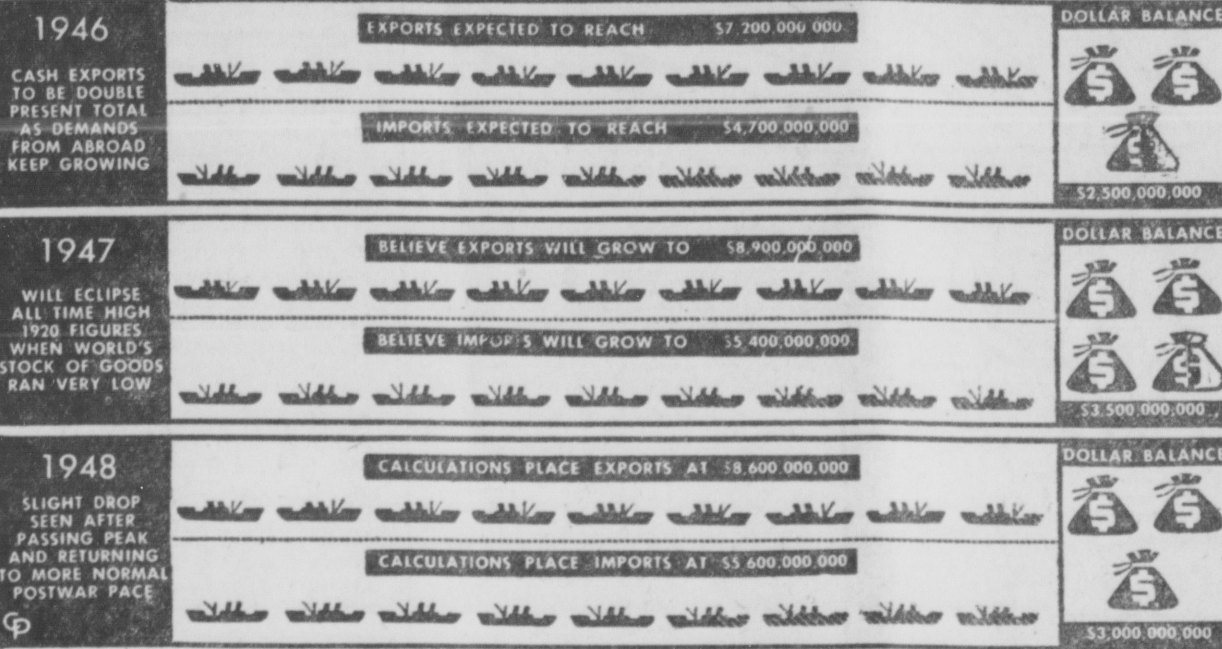 1946
CASH EXPORTS
TO BE DOUBLE
PRESENT TOTAL
AS DEMANDS
FROM ABROAD
KEEP GROWING
EXPORTS EXPECTED TO REACH $7,200,000,000
IMPORTS EXPECTED TO REACH $4,700,000,000
DOLLAR BALANCE
$ $
$
$2,500,000,000
1947
WILL ECLIPSE
ALL TIME HIGH
1920 FIGURES
WHEN WORLD'S
STOCK OF GOODS
RAN VERY LOW
BELIEVE EXPORTS WILL GROW TO $8,900,000,000
BELIEVE IMPORTS WILL GROW TO $5,400,000,000
DOLLAR BALANCE
$ $
$ $
$3,500,000,000
1948
SLIGHT DROP
SEEN AFTER
PASSING PEAK
AND RETURNING
TO MORE NORMAL
POSTWAR PACE
CP
CALCULATIONS PLACE EXPORTS AT $8,600,000,000
CALCULATIONS PLACE IMPORTS AT $5,600,000,000
DOLLAR BALANCE
$ $
$
$3,000,000,000